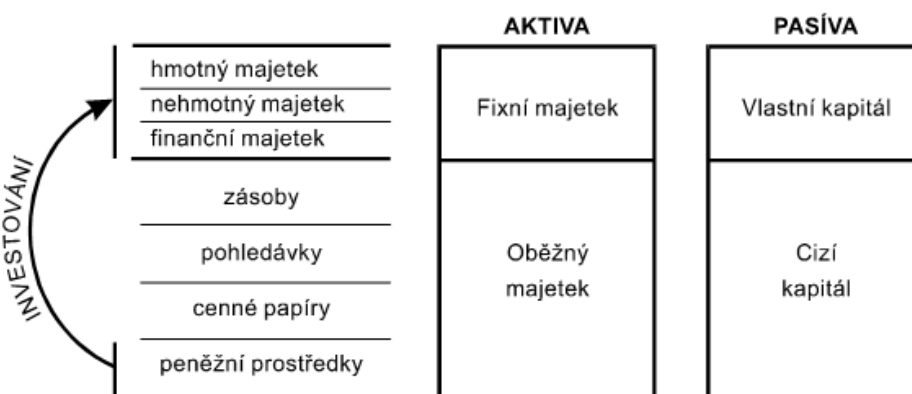 AKTIVA
PASÍVA
hmotný majetek
nehmotný majetek
finanční majetek
Fixní majetek
Vlastní kapitál
INVESTOVÁNÍ
zásoby
pohledávky
cenné papíry
peněžní prostředky
Oběžný
majetek
Cizí
kapitál